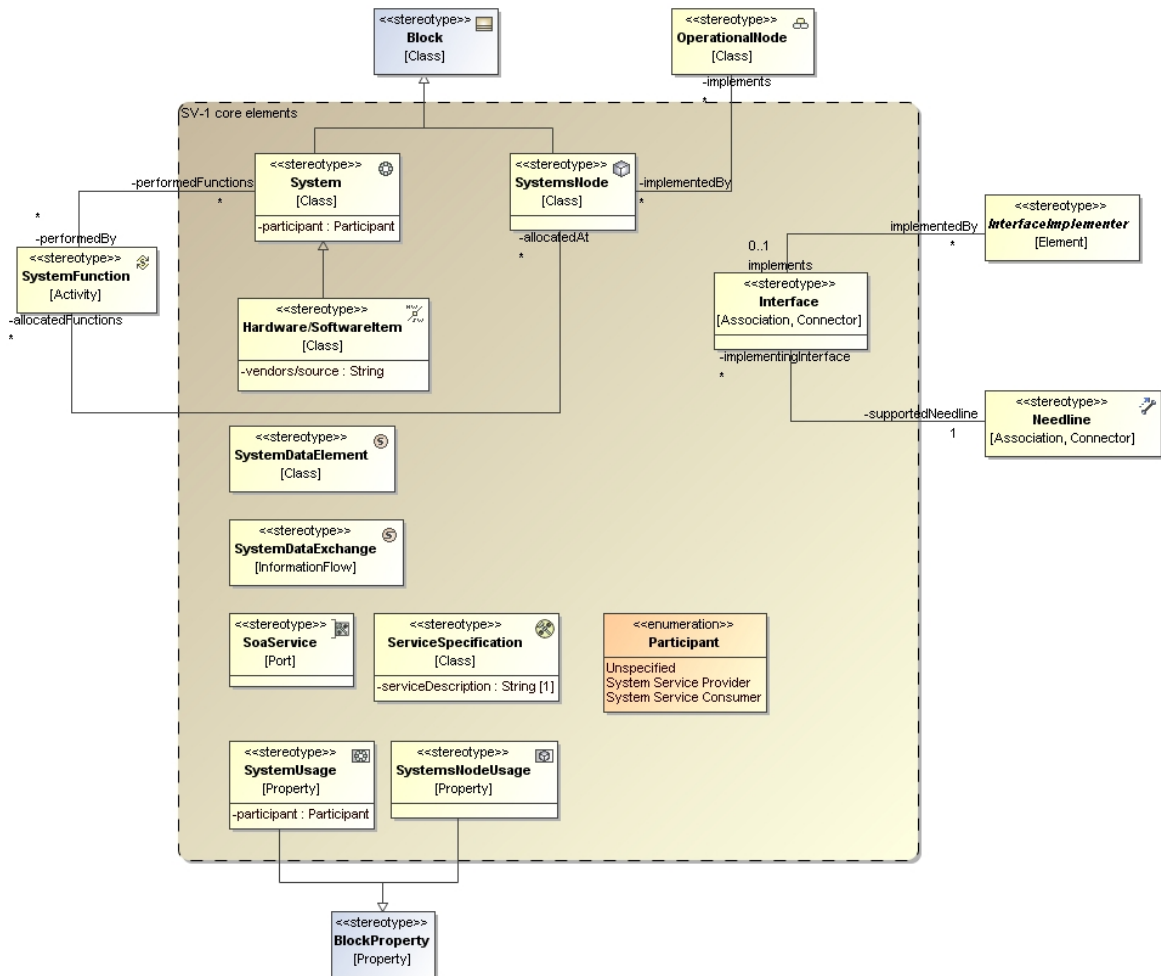 <<stereotype>>
Block
[Class]
<<stereotype>>
OperationalNode
[Class]
-implements
*
SV-1 core elements
<<stereotype>>
System
[Class]
-participant : Participant
<<stereotype>>
SystemsNode
[Class]
-performedFunctions
*
-implementedBy
*
*
-performedBy
-allocatedAt
*
<<stereotype>>
SystemFunction
[Activity]
-allocatedFunctions
*
<<stereotype>>
InterfaceImplementer
[Element]
implementedBy
*
0..1
implements
<<stereotype>>
Interface
[Association, Connector]
-implementingInterface
*
<<stereotype>>
Hardware/SoftwareItem
[Class]
-vendors/source : String
HW
SW
-supportedNeedline
1
<<stereotype>>
Needline
[Association, Connector]
<<stereotype>>
SystemDataElement
[Class]
S
<<stereotype>>
SystemDataExchange
[InformationFlow]
S
<<stereotype>>
SoaService
[Port]
<<stereotype>>
ServiceSpecification
[Class]
-serviceDescription : String [1]
<<enumeration>>
Participant
Unspecified
System Service Provider
System Service Consumer
<<stereotype>>
SystemUsage
[Property]
-participant : Participant
<<stereotype>>
SystemsNodeUsage
[Property]
<<stereotype>>
BlockProperty
[Property]